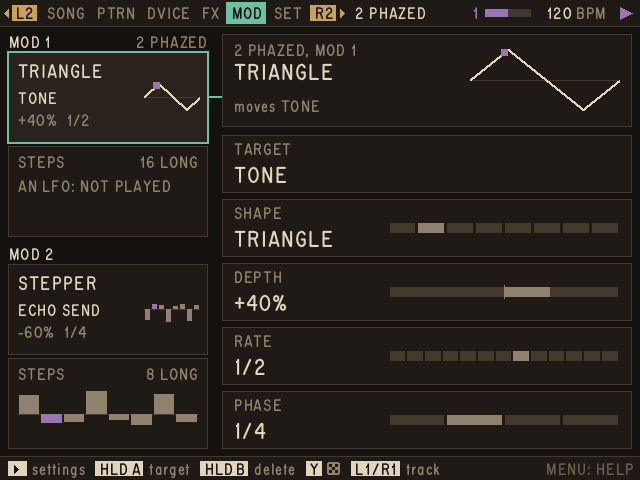 L2 SONG PTRN DVICE FX MOD SET R2 2 PHAZED 1 120 BPM
MOD 1 2 PHAZED
TRIANGLE
TONE
+40% 1/2
STEPS 16 LONG
AN LFO: NOT PLAYED
MOD 2
STEPPER
ECHO SEND
-60% 1/4
STEPS 8 LONG
2 PHAZED, MOD 1
TRIANGLE
moves TONE
TARGET
TONE
SHAPE
TRIANGLE
DEPTH
+40%
RATE
1/2
PHASE
1/4
settings HLD A target HLD B delete Y L1/R1 track MENU: HELP